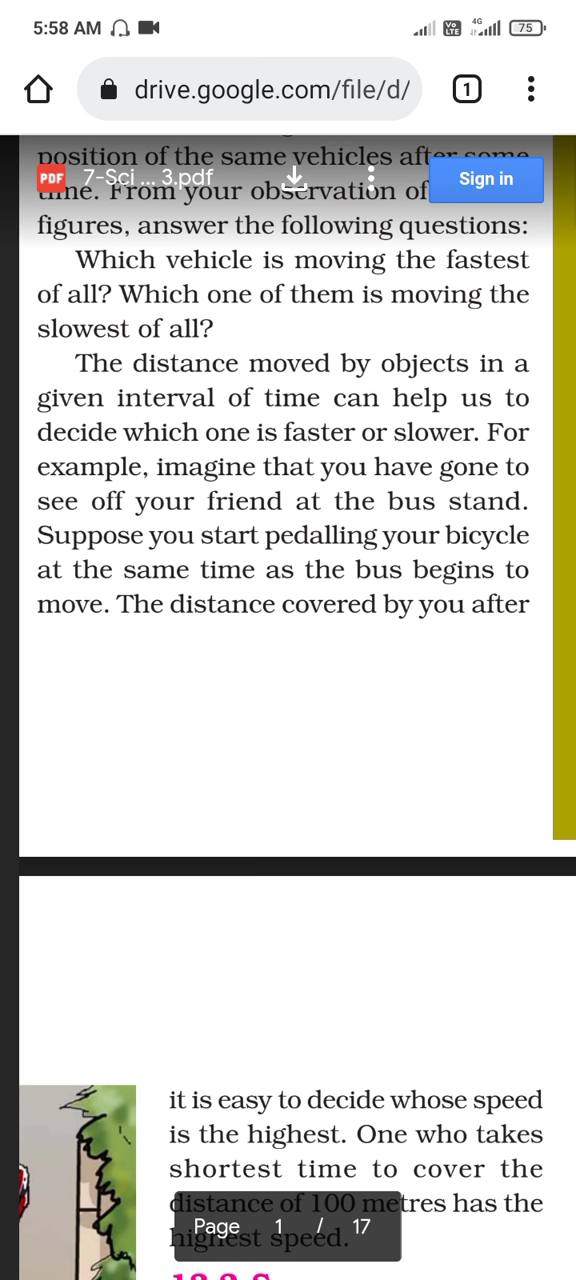 5:58 AM
4G
Vo
LTE
75
drive.google.com/file/d/
1
position of the same vehicles after some
PDF 7-Sci ... 3.pdf
Sign in
time. From your observation of
figures, answer the following questions:
Which vehicle is moving the fastest
of all? Which one of them is moving the
slowest of all?
The distance moved by objects in a
given interval of time can help us to
decide which one is faster or slower. For
example, imagine that you have gone to
see off your friend at the bus stand.
Suppose you start pedalling your bicycle
at the same time as the bus begins to
move. The distance covered by you after
it is easy to decide whose speed
is the highest. One who takes
shortest time to cover the
distance of 100 metres has the
highest speed.
Page 1 / 17